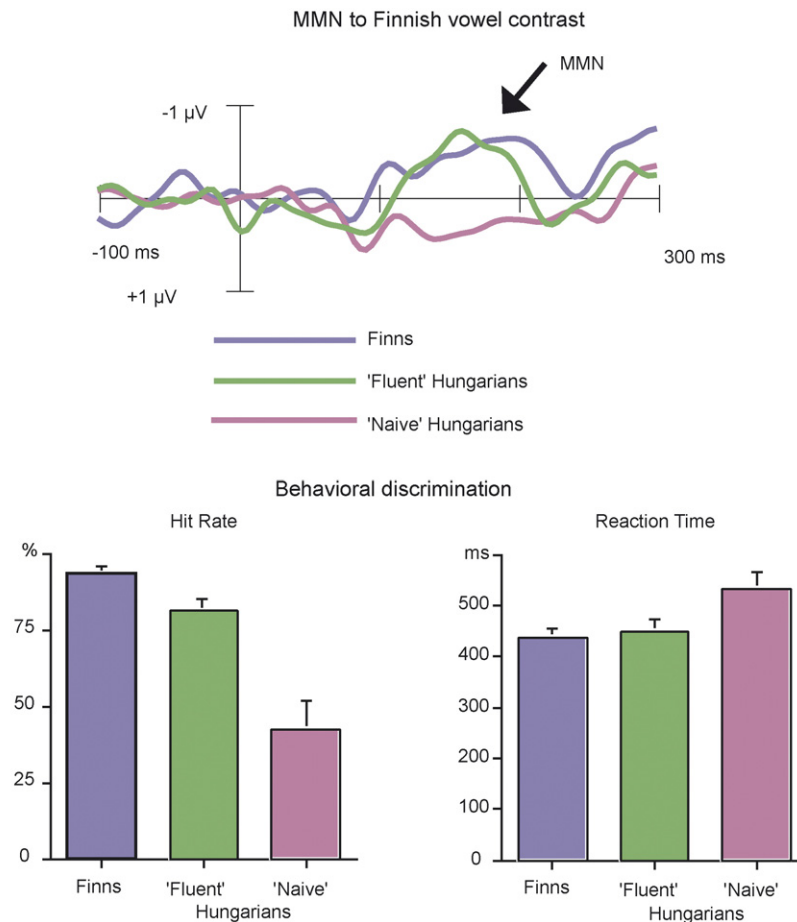 MMN to Finnish vowel contrast
MMN
-1 µV
-100 ms
300 ms
+1 µV
Finns
'Fluent' Hungarians
'Naive' Hungarians
Behavioral discrimination
Hit Rate
Reaction Time
%
75
50
25
0
Finns
'Fluent'
'Naive'
Hungarians
ms
500
400
300
200
100
0
Finns
'Fluent'
'Naive'
Hungarians